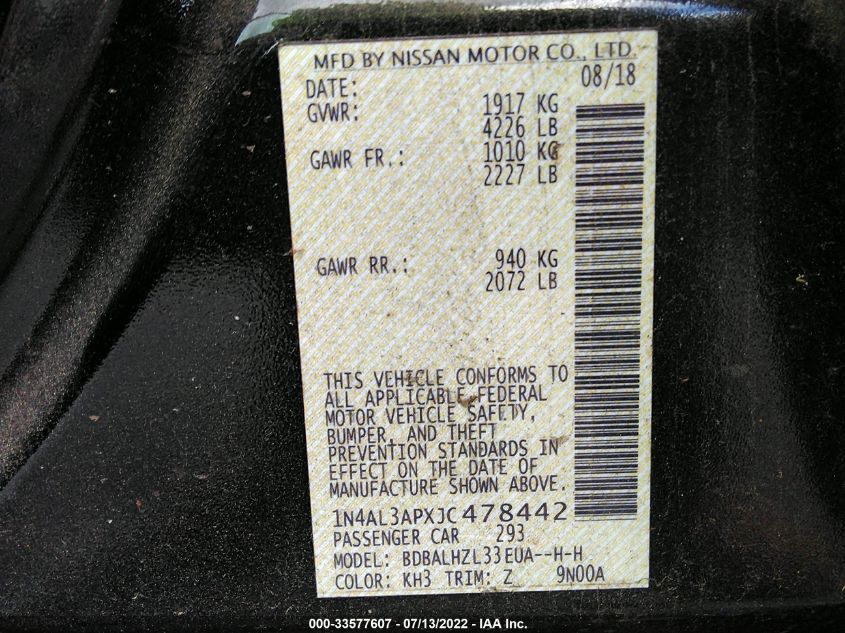 MFD BY NISSAN MOTOR CO., LTD.
DATE: 08/18
GVWR: 1917 KG
4226 LB
GAWR FR.: 1010 KG
2227 LB
GAWR RR.: 940 KG
2072 LB
THIS VEHICLE CONFORMS TO
ALL APPLICABLE FEDERAL
MOTOR VEHICLE SAFETY,
BUMPER, AND THEFT
PREVENTION STANDARDS IN
EFFECT ON THE DATE OF
MANUFACTURE SHOWN ABOVE.
1N4AL3APXJC478442
PASSENGER CAR 293
MODEL: BDBALHZL33EUA--H-H
COLOR: KH3 TRIM: Z 9N00A
000-33577607 - 07/13/2022 - IAA Inc.